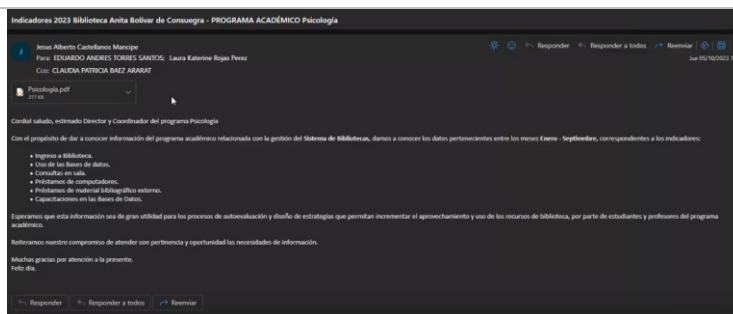 Indicadores 2023 Biblioteca Anita Bolivar de Consuegra - PROGRAMA ACADÉMICO Psicología
J
Jesus Alberto Castellanos Mancipe
Para: EDUARDO ANDRES TORRES SANTOS; Laura Katerine Rojas Perez
Cco: CLAUDIA PATRICIA BAEZ ARARAT
Responder Responder a todos Reenviar
Jue 05/10/2023 1
Psicología.pdf
277 KB
Cordial saludo, estimado Director y Coordinador del programa Psicología
Con el propósito de dar a conocer información del programa académico relacionada con la gestión del Sistema de Bibliotecas, damos a conocer los datos pertenecientes entre los meses Enero - Septiembre, correspondientes a los indicadores:
• Ingreso a Biblioteca.
• Uso de las Bases de datos.
• Consultas en sala.
• Préstamos de computadores.
• Préstamos de material bibliográfico externo.
• Capacitaciones en las Bases de Datos.
Esperamos que esta información sea de gran utilidad para los procesos de autoevaluación y diseño de estrategias que permitan incrementar el aprovechamiento y uso de los recursos de biblioteca, por parte de estudiantes y profesores del programa
académico.
Reiteramos nuestro compromiso de atender con pertinencia y oportunidad las necesidades de información.
Muchas gracias por atención a la presente.
Feliz día.
Responder Responder a todos Reenviar